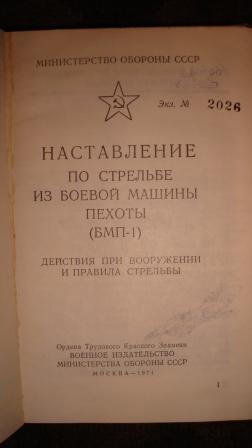 МИНИСТЕРСТВО ОБОРОНЫ СССР
Экз. № 2026
НАСТАВЛЕНИЕ
ПО СТРЕЛЬБЕ
ИЗ БОЕВОЙ МАШИНЫ
ПЕХОТЫ
(БМП-1)
ДЕЙСТВИЯ ПРИ ВООРУЖЕНИИ
И ПРАВИЛА СТРЕЛЬБЫ
Ордена Трудового Красного Знамени
ВОЕННОЕ ИЗДАТЕЛЬСТВО
МИНИСТЕРСТВА ОБОРОНЫ СССР
МОСКВА—1971
1